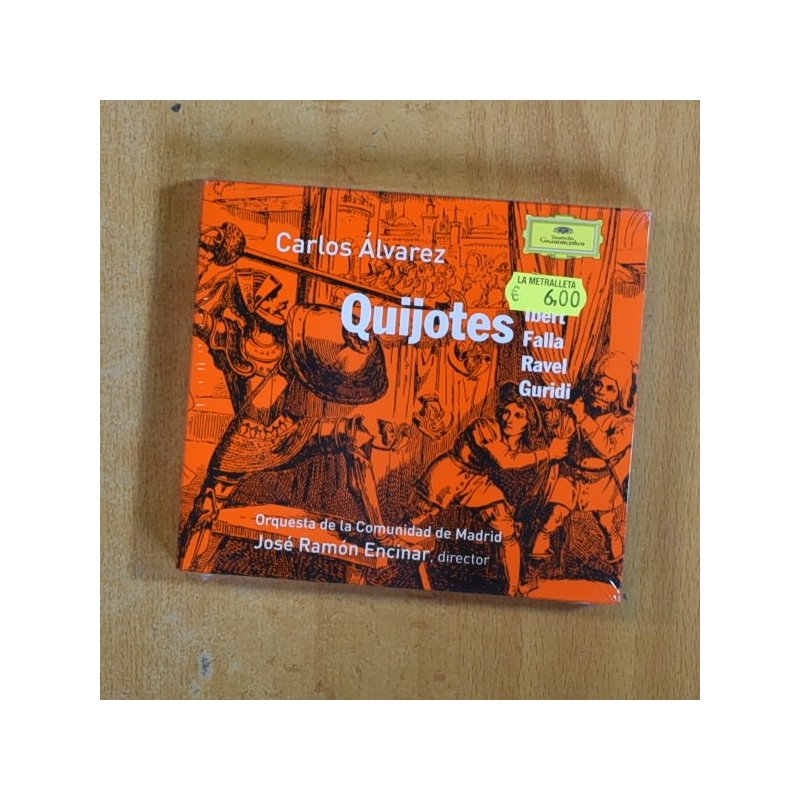 Carlos Álvarez
Deutsche
Grammophon
LA METRALLETA
€ 6,00
Quijotes
Ibert
Falla
Ravel
Guridi
Orquesta de la Comunidad de Madrid
José Ramón Encinar, director